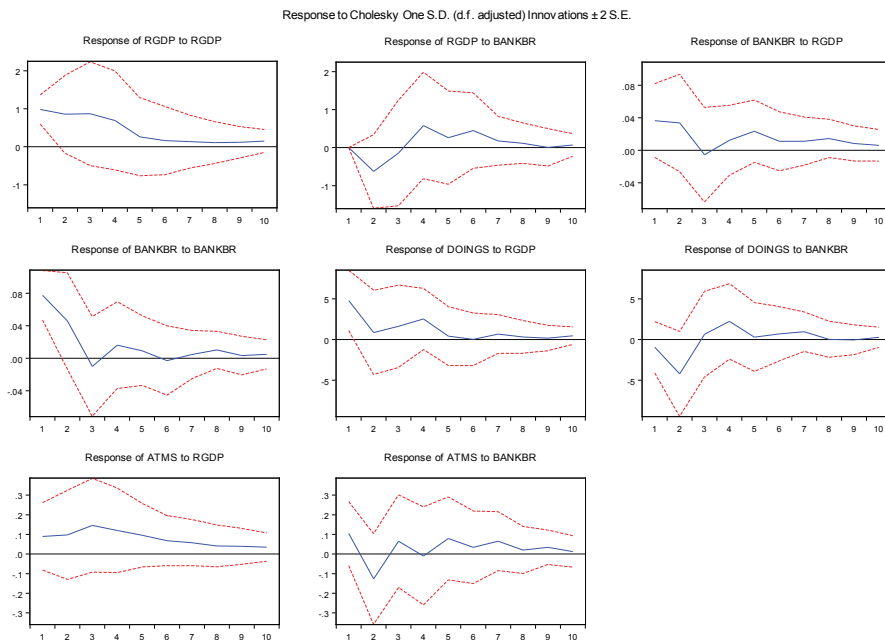 Response to Cholesky One S.D. (d.f. adjusted) Innovations ± 2 S.E.
Response of RGDP to RGDP
2
1
0
-1
1 2 3 4 5 6 7 8 9 10
Response of RGDP to BANKBR
2
1
0
-1
1 2 3 4 5 6 7 8 9 10
Response of BANKBR to RGDP
.08
.04
.00
-.04
1 2 3 4 5 6 7 8 9 10
Response of BANKBR to BANKBR
.08
.04
.00
-.04
1 2 3 4 5 6 7 8 9 10
Response of DOINGS to RGDP
5
0
-5
1 2 3 4 5 6 7 8 9 10
Response of DOINGS to BANKBR
5
0
-5
1 2 3 4 5 6 7 8 9 10
Response of ATMS to RGDP
.3
.2
.1
.0
-.1
-.2
-.3
1 2 3 4 5 6 7 8 9 10
Response of ATMS to BANKBR
.3
.2
.1
.0
-.1
-.2
-.3
1 2 3 4 5 6 7 8 9 10